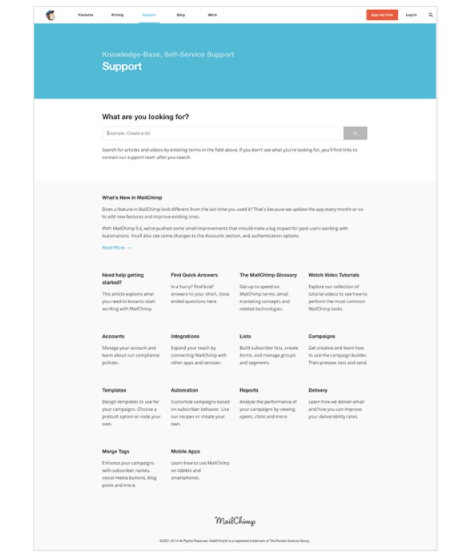 Features Pricing Support Blog More Sign Up Free Log In
Knowledge-Base, Self-Service Support
Support
What are you looking for?
Example: Create a list
Search for articles and videos by entering terms in the field above. If you don't see what you're looking for, you'll find links to
contact our support team after you search.
What's New in MailChimp
Does a feature in MailChimp look different from the last time you used it? That's because we update the app every month or so
to add new features and improve existing ones.
With MailChimp 9.5, we've pushed some small improvements that should make a big impact for paid users working with
Automations. You'll also see some changes to the Accounts section, and authentication options.
Read More →
Need help getting
started?
This article explains what
you need to know to start
working with MailChimp.
Find Quick Answers
In a hurry? Find brief
answers to your short, close
ended questions here.
The MailChimp Glossary
Get up to speed on
MailChimp terms, email
marketing concepts and
related technologies.
Watch Video Tutorials
Explore our collection of
tutorial videos to see how to
perform the most common
MailChimp tasks.
Accounts
Manage your account and
learn about our compliance
policies.
Integrations
Expand your reach by
connecting MailChimp with
other apps and services.
Lists
Build subscriber lists, create
forms, and manage groups
and segments.
Campaigns
Get creative and learn how
to use the campaign builder.
Then preview, test and send.
Templates
Design templates to use for
your campaigns. Choose a
prebuilt option or code your
own.
Automation
Customize campaigns based
on subscriber behavior. Use
our recipes or create your
own.
Reports
Analyze the performance of
your campaigns by viewing
opens, clicks and more.
Delivery
Learn how we deliver email
and how you can improve
your deliverability rates.
Merge Tags
Enhance your campaigns
with subscriber names,
social media buttons, blog
posts and more.
Mobile Apps
Learn how to use MailChimp
on tablets and
smartphones.
MailChimp
©2001-2014 All Rights Reserved. MailChimp® is a registered trademark of The Rocket Science Group.